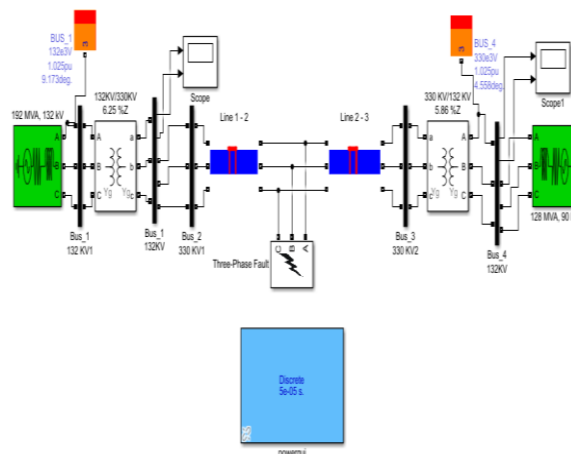 BUS_1
132e3V
1.025pu
9.173deg.
BUS_4
330e3V
1.025pu
4.558deg.
192 MVA, 132 kV
132KV/330KV
6.25 %Z
Scope
Line 1 - 2
Line 2 - 3
330 KV/132 KV
5.86 %Z
Scope1
A
B
C
A
B
C
a
b
c
Yg
Yg
a
b
c
A
B
C
Yg
Yg
A
B
C
128 MVA, 90
Bus_1
132 KV1
Bus_1
132KV
Bus_2
330 KV1
Bus_3
330 KV2
Bus_4
132KV
C
B
A
Three-Phase Fault
Discrete
5e-05 s.
powergui